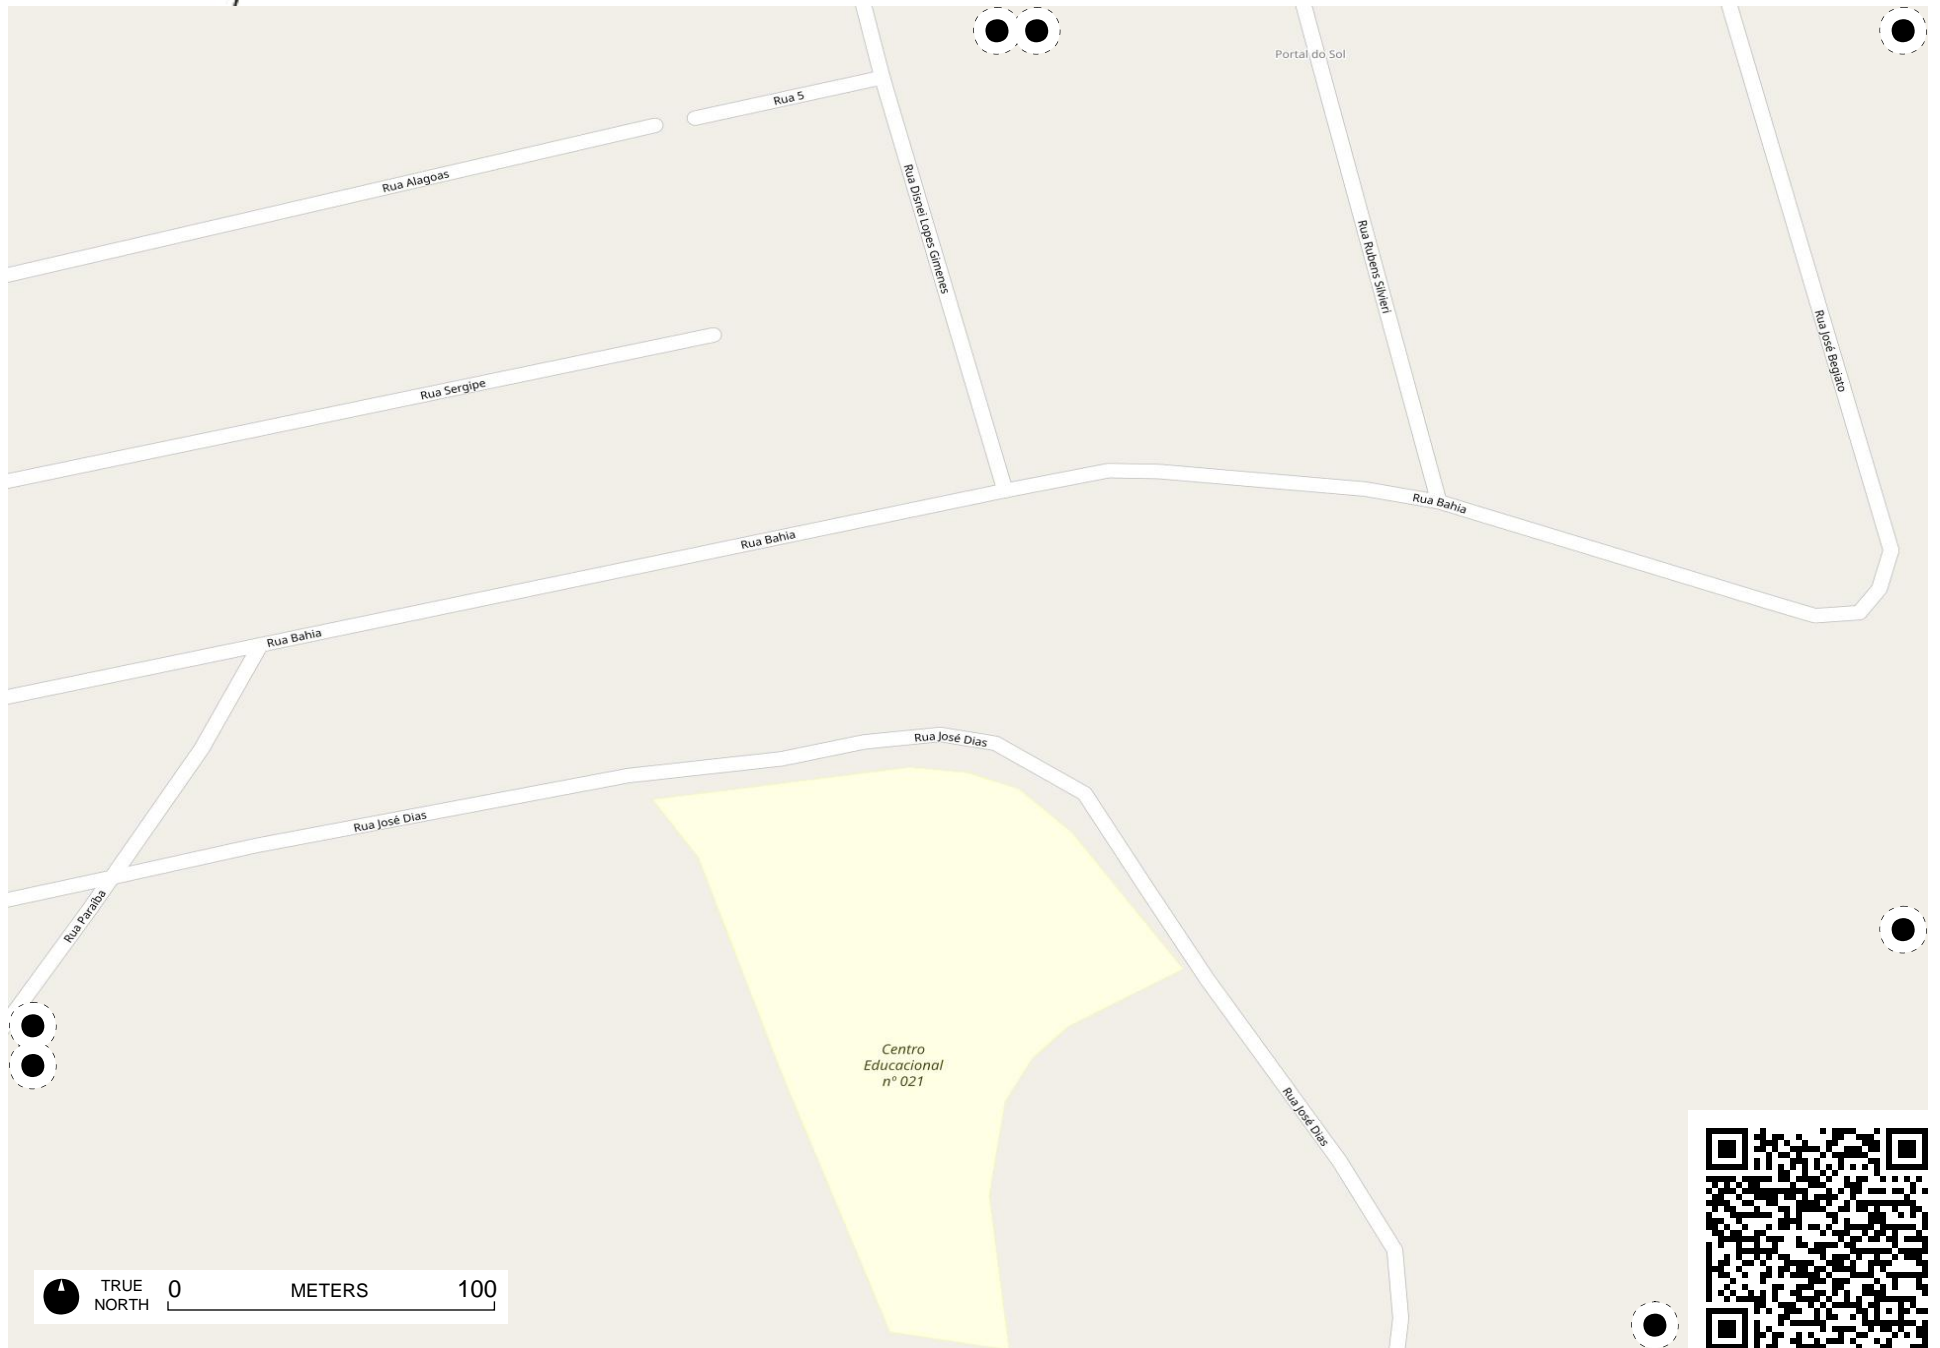 Portal do Sol
Rua 5
Rua Alagoas
Rua Disnei Lopes Gimenes
Rua Rubens Silvieri
Rua José Begiato
Rua Sergipe
Rua Bahia
Rua Bahia
Rua Bahia
Rua José Dias
Rua José Dias
Rua Paraíba
Centro
Educacional
nº 021
Rua José Dias
TRUE
NORTH
0 METERS 100